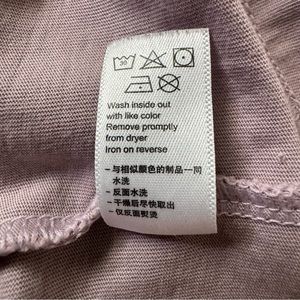 Wash inside out
with like color
Remove promptly
from dryer
Iron on reverse
– 与相似颜色的制品一同
水洗
– 反面水洗
– 干燥后尽快取出
– 仅反面熨烫